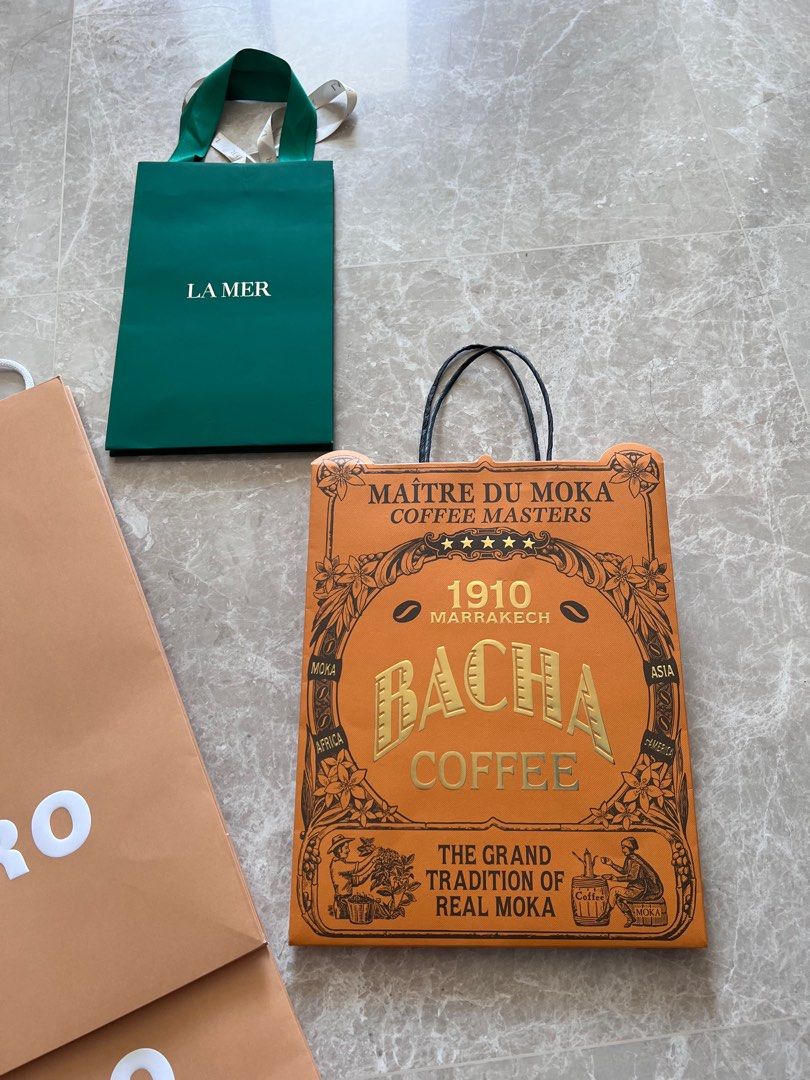 LA MER
MAÎTRE DU MOKA
COFFEE MASTERS
1910
MARRAKECH
BACHA
COFFEE
MOKA
ASIA
AFRICA
THE GRAND
TRADITION OF
REAL MOKA
Coffee
MOKA
RO
O